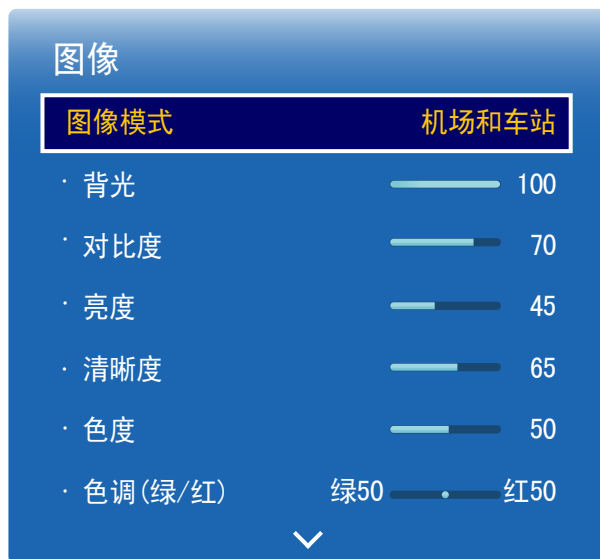 图像
图像模式 机场和车站
· 背光 100
· 对比度 70
· 亮度 45
· 清晰度 65
· 色度 50
· 色调(绿/红) 绿50 红50